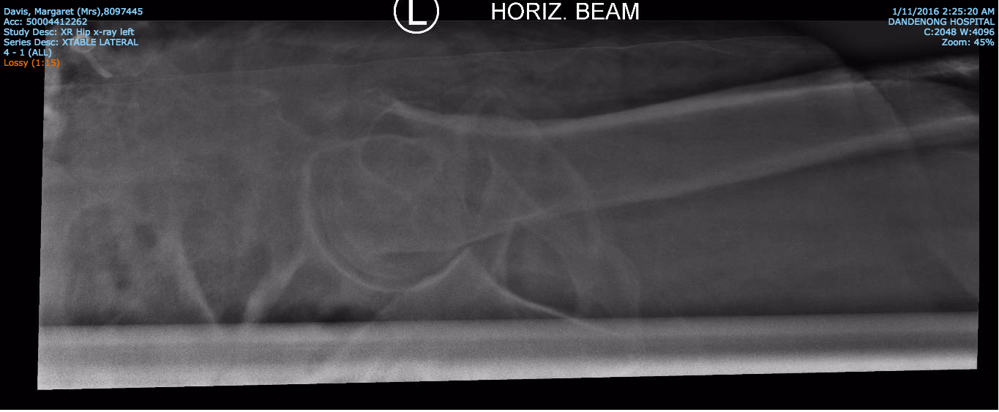 Davis, Margaret (Mrs),8097445
Acc: 50004412262
Study Desc: XR Hip x-ray left
Series Desc: XTABLE LATERAL
4 - 1 (ALL)
Lossy (1:15)
L HORIZ. BEAM
1/11/2016 2:25:20 AM
DANDENONG HOSPITAL
C:2048 W:4096
Zoom: 45%